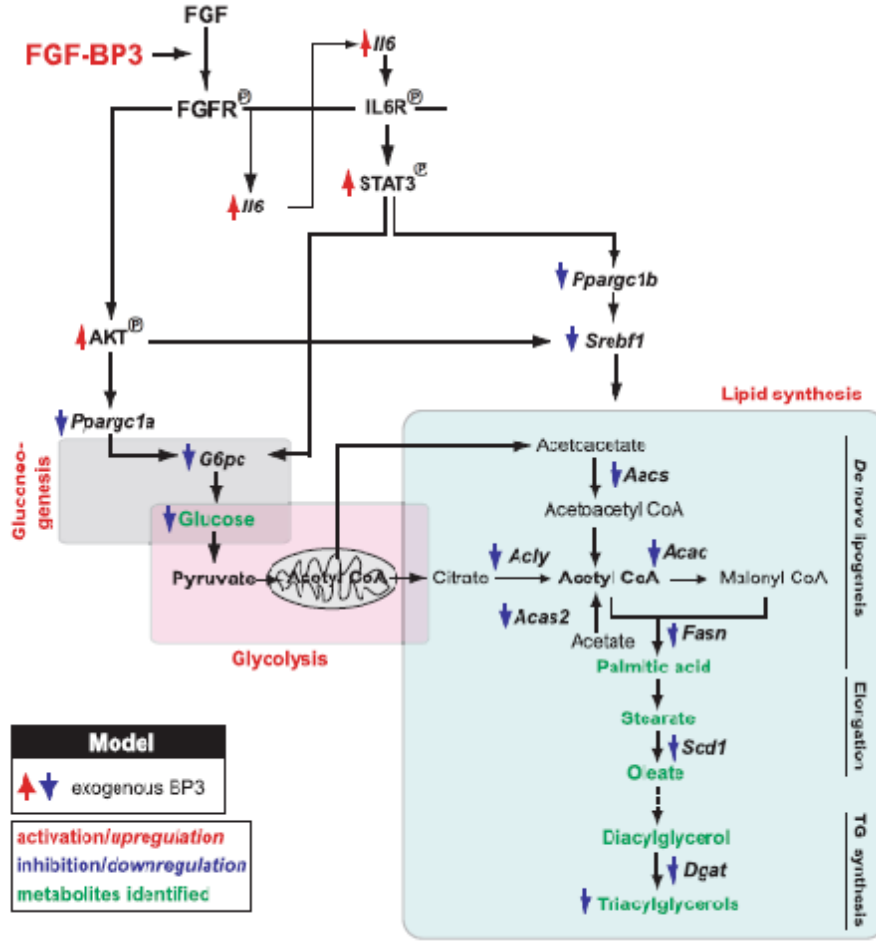 FGF
FGF-BP3
Il6
FGFR P
IL6R P
STAT3 P
Il6
Ppargc1b
AKT P
Srebf1
Lipid synthesis
Ppargc1a
G6pc
Gluconeo-
genesis
Glucose
Acetoacetate
Aacs
Acetoacetyl CoA
Pyruvate
Acetyl CoA
Citrate
Acly
Acetyl CoA
Acac
Malonyl CoA
Acas2
Acetate
Fasn
Glycolysis
Palmitic acid
De novo lipogeneis
Stearate
Scd1
Oleate
Elongation
Diacylglycerol
Dgat
Triacylglycerols
TG synthesis
Model
exogenous BP3
activation/upregulation
inhibition/downregulation
metabolites identified